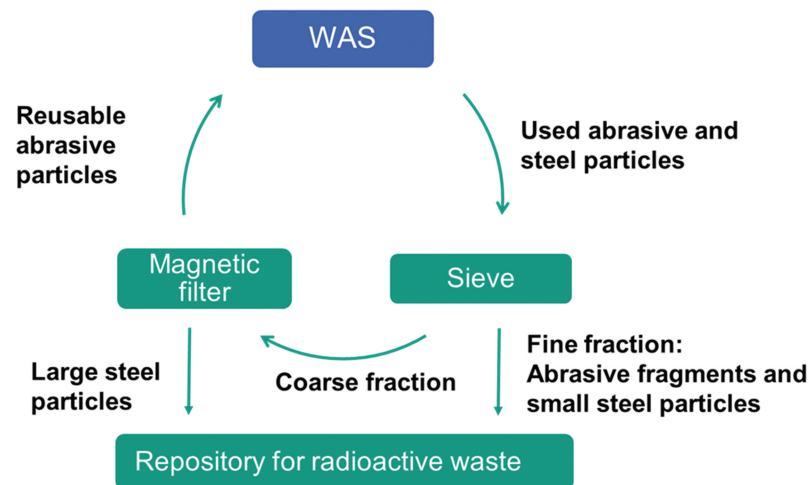 WAS
Reusable
abrasive
particles
Used abrasive and
steel particles
Magnetic
filter
Sieve
Large steel
particles
Coarse fraction
Fine fraction:
Abrasive fragments and
small steel particles
Repository for radioactive waste